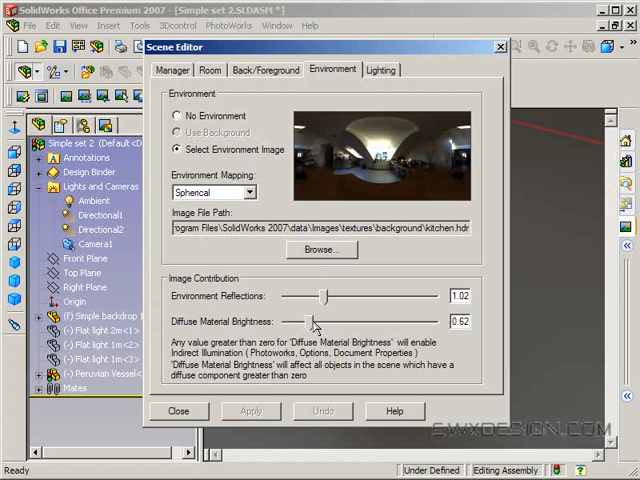 SolidWorks Office Premium 2007 - [Simple set 2.SLDASM *]
File
Edit
View
Insert
Tools
3Dcontrol
PhotoWorks
Window
Help
Scene Editor
Manager
Room
Back/Foreground
Environment
Lighting
Environment
No Environment
Use Background
Select Environment Image
Environment Mapping:
Spherical
Image File Path:
rogram Files\SolidWorks 2007\data\Images\textures\background\kitchen.hdr
Browse...
Image Contribution
Environment Reflections:
1.02
Diffuse Material Brightness:
0.62
Any value greater than zero for 'Diffuse Material Brightness' will enable
Indirect Illumination ( Photoworks, Options, Document Properties )
'Diffuse Material Brightness' will affect all objects in the scene which have a
diffuse component greater than zero
Close
Apply
Undo
Help
Simple set 2 (Default<D
Annotations
Design Binder
Lights and Cameras
Ambient
Directional1
Directional2
Camera1
Front Plane
Top Plane
Right Plane
Origin
(f) Simple backdrop
(-) Flat light 2m<1>
(-) Flat light 1m<2>
(-) Flat light 1m<3>
(-) Peruvian Vessel<
Mates
SWXDESIGN.COM
Ready
Under Defined
Editing Assembly